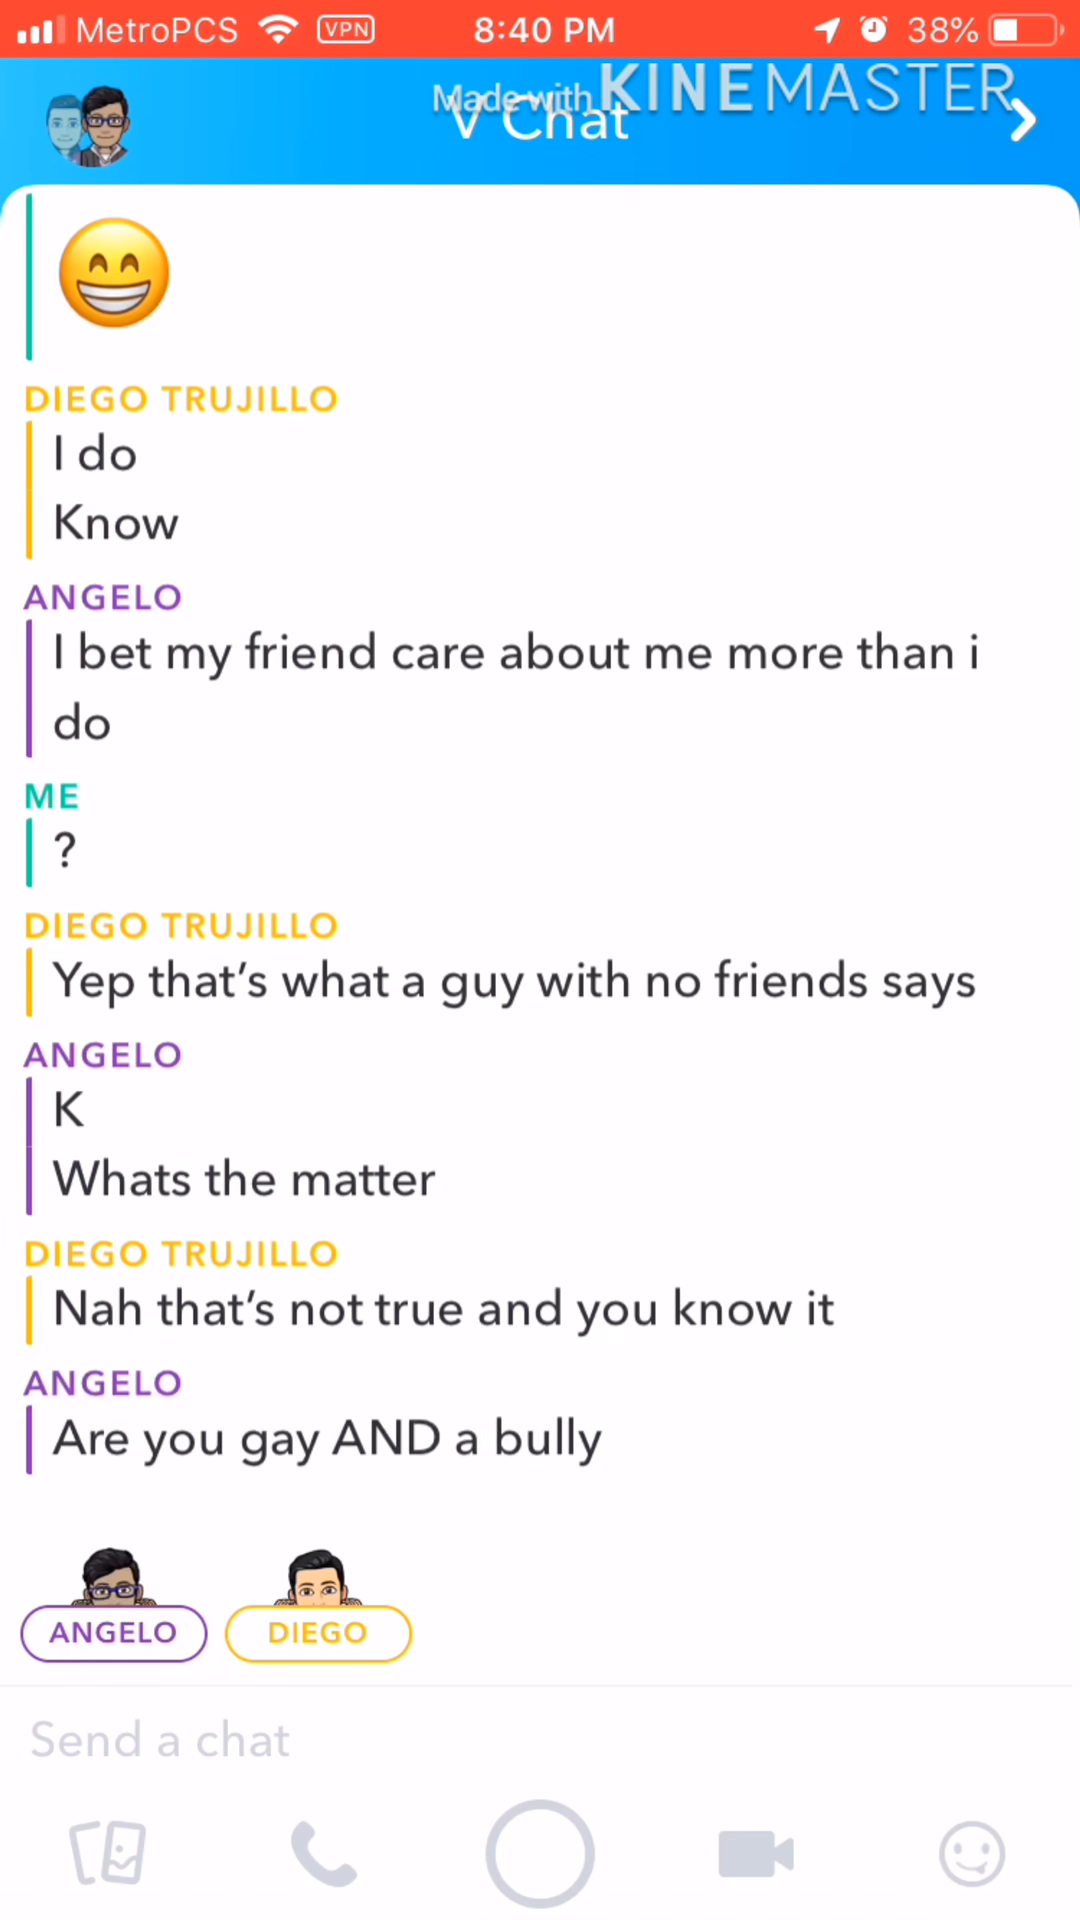 MetroPCS VPN 8:40 PM 38%
Made with KINEMASTER
V Chat
DIEGO TRUJILLO
I do
Know
ANGELO
I bet my friend care about me more than i
do
ME
?
DIEGO TRUJILLO
Yep that's what a guy with no friends says
ANGELO
K
Whats the matter
DIEGO TRUJILLO
Nah that's not true and you know it
ANGELO
Are you gay AND a bully
ANGELO DIEGO
Send a chat